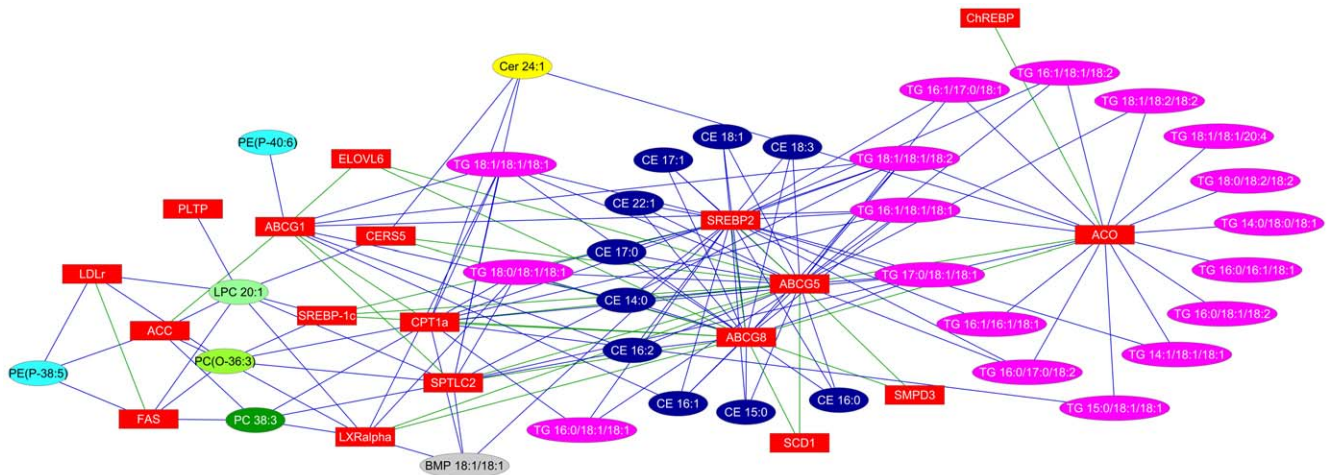 ChREBP
Cer 24:1
TG 16:1/18:1/18:2
TG 16:1/17:0/18:1
TG 18:1/18:2/18:2
PE(P-40:6)
CE 18:1
TG 18:1/18:1/20:4
CE 18:3
ELOVL6
TG 18:1/18:1/18:1
CE 17:1
TG 18:1/18:1/18:2
TG 18:0/18:2/18:2
PLTP
CE 22:1
TG 16:1/18:1/18:1
ABCG1
SREBP2
TG 14:0/18:0/18:1
CERS5
ACO
CE 17:0
LDLr
TG 18:0/18:1/18:1
TG 17:0/18:1/18:1
TG 16:0/16:1/18:1
LPC 20:1
ABCG5
CE 14:0
SREBP-1c
TG 16:0/18:1/18:2
CPT1a
TG 16:1/16:1/18:1
ACC
ABCG8
CE 16:2
TG 14:1/18:1/18:1
PC(O-36:3)
PE(P-38:5)
TG 16:0/17:0/18:2
SPTLC2
SMPD3
CE 16:1
CE 16:0
TG 15:0/18:1/18:1
CE 15:0
FAS
PC 38:3
TG 16:0/18:1/18:1
LXRalpha
SCD1
BMP 18:1/18:1